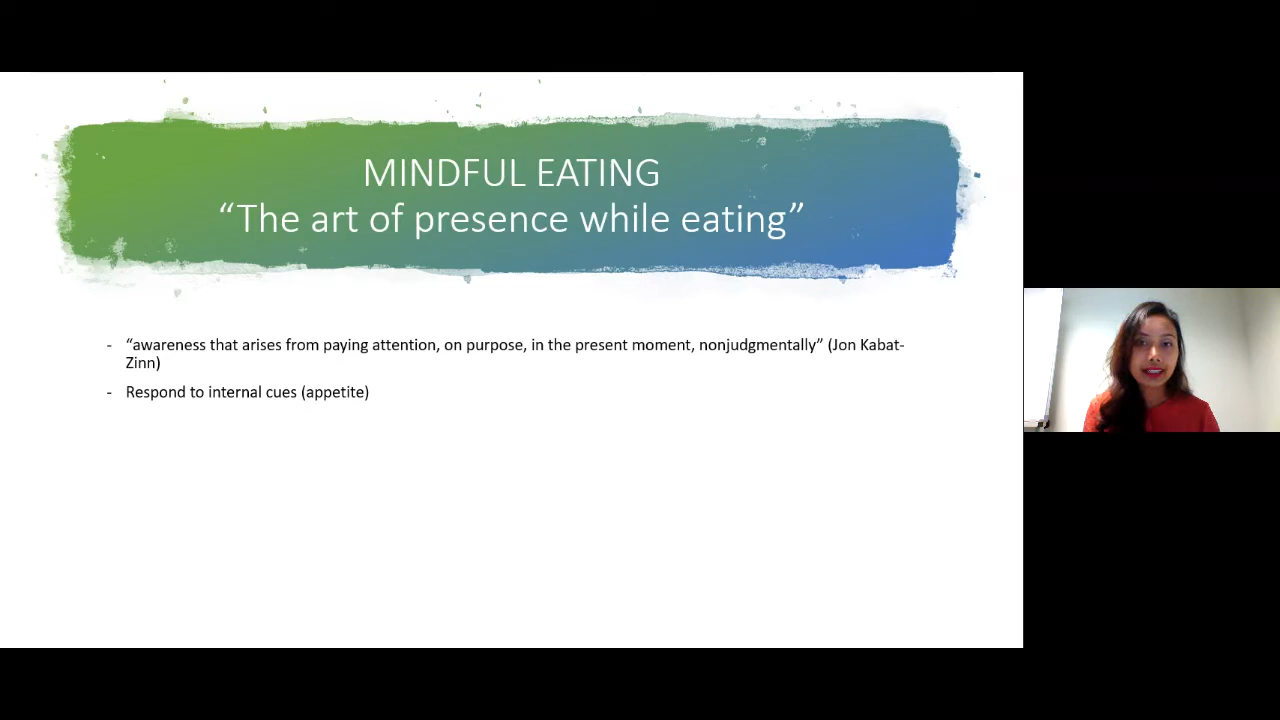 MINDFUL EATING
“The art of presence while eating”
- “awareness that arises from paying attention, on purpose, in the present moment, nonjudgmentally” (Jon Kabat-
Zinn)
- Respond to internal cues (appetite)